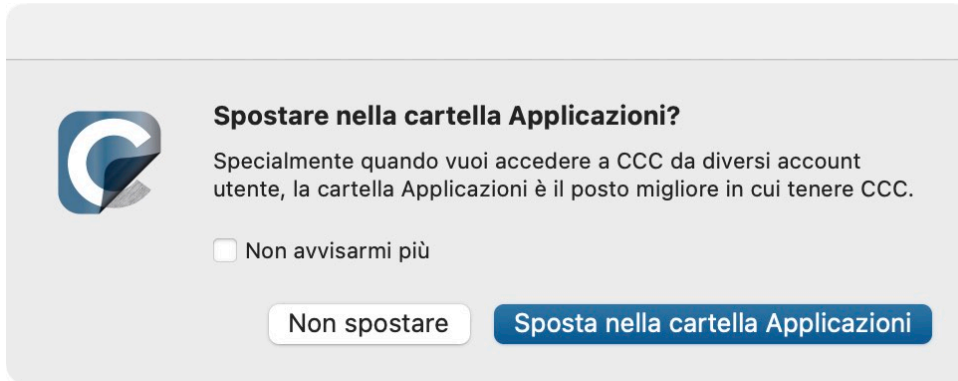 Spostare nella cartella Applicazioni?
Specialmente quando vuoi accedere a CCC da diversi account
utente, la cartella Applicazioni è il posto migliore in cui tenere CCC.
Non avvisarmi più
Non spostare
Sposta nella cartella Applicazioni